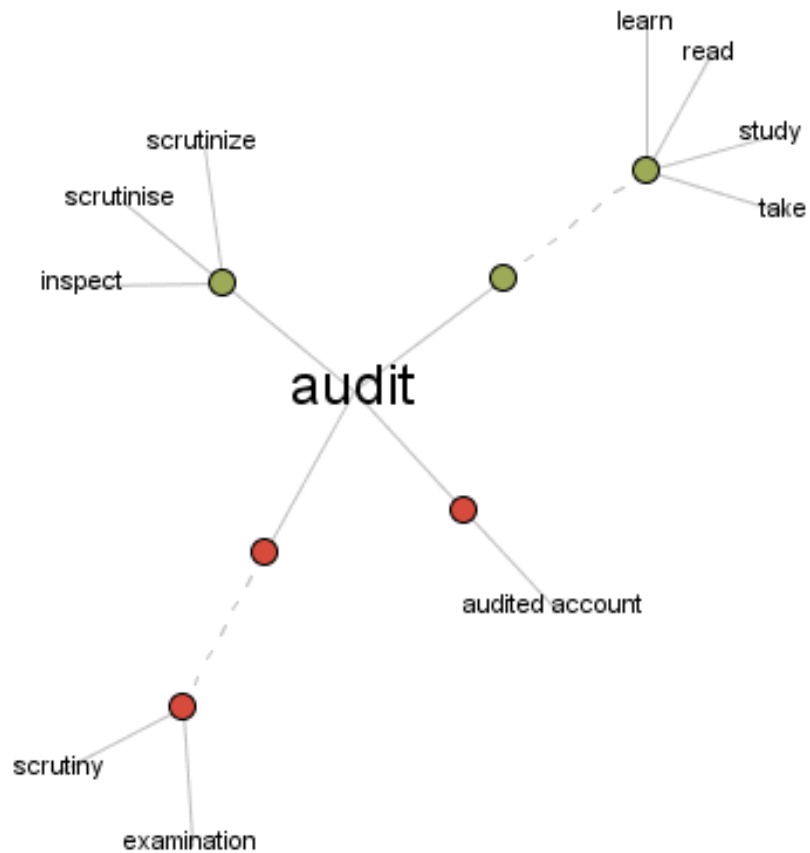 learn
read
study
scrutinize
scrutinise
take
inspect
audit
audited account
scrutiny
examination